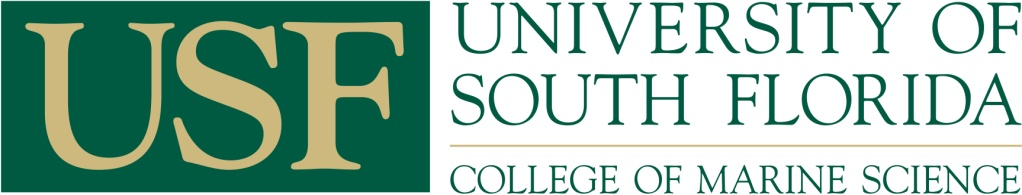 USF
UNIVERSITY OF
SOUTH FLORIDA
COLLEGE OF MARINE SCIENCE